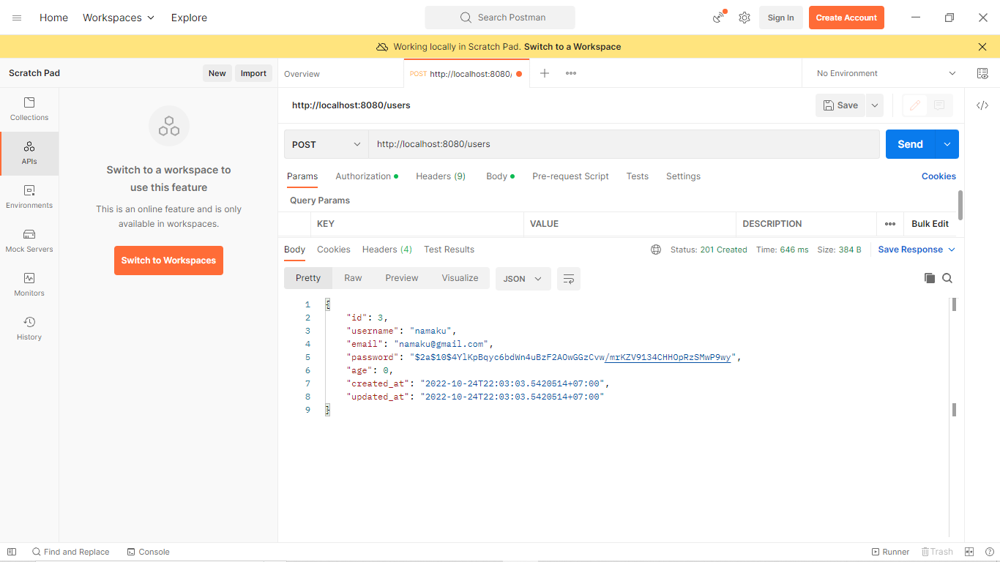 Home Workspaces Explore Search Postman Sign In Create Account
Working locally in Scratch Pad. Switch to a Workspace
Scratch Pad New Import Overview POST http://localhost:8080/ No Environment
Collections
APIs
Environments
Mock Servers
Monitors
History
Switch to a workspace to
use this feature
This is an online feature and is only
available in workspaces.
Switch to Workspaces
http://localhost:8080/users Save
POST http://localhost:8080/users Send
Params Authorization Headers (9) Body Pre-request Script Tests Settings Cookies
Query Params
KEY VALUE DESCRIPTION Bulk Edit
Body Cookies Headers (4) Test Results Status: 201 Created Time: 646 ms Size: 384 B Save Response
Pretty Raw Preview Visualize JSON
1 {
2 "id": 3,
3 "username": "namaku",
4 "email": "namaku@gmail.com",
5 "password": "$2a$10$4YlKpBqyc6bdWn4uBzF2AOwGGzCvw/mrKZV9134CHHOpRzSMwP9wy",
6 "age": 0,
7 "created_at": "2022-10-24T22:03:03.5420514+07:00",
8 "updated_at": "2022-10-24T22:03:03.5420514+07:00"
9 }
Find and Replace Console Runner Trash